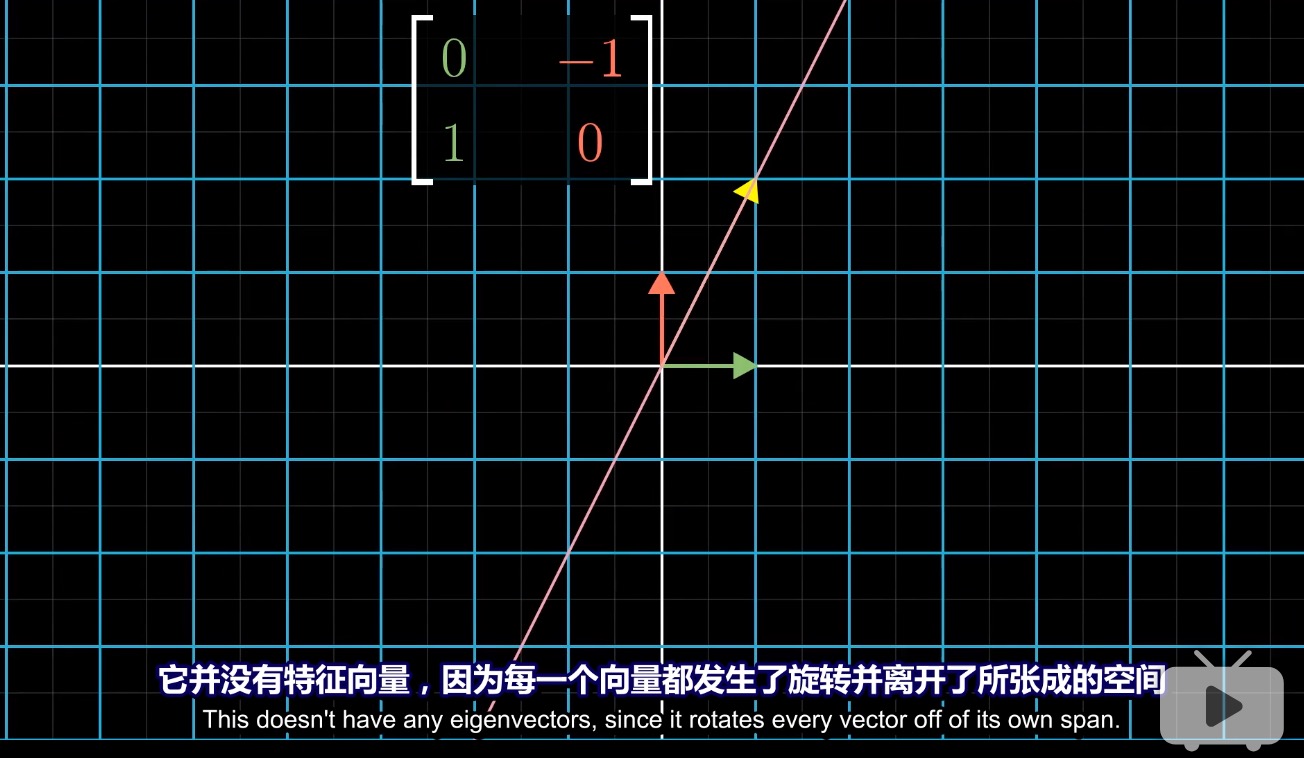 0 −1
1 0
它并没有特征向量，因为每一个向量都发生了旋转并离开了所张成的空间
This doesn't have any eigenvectors, since it rotates every vector off of its own span.